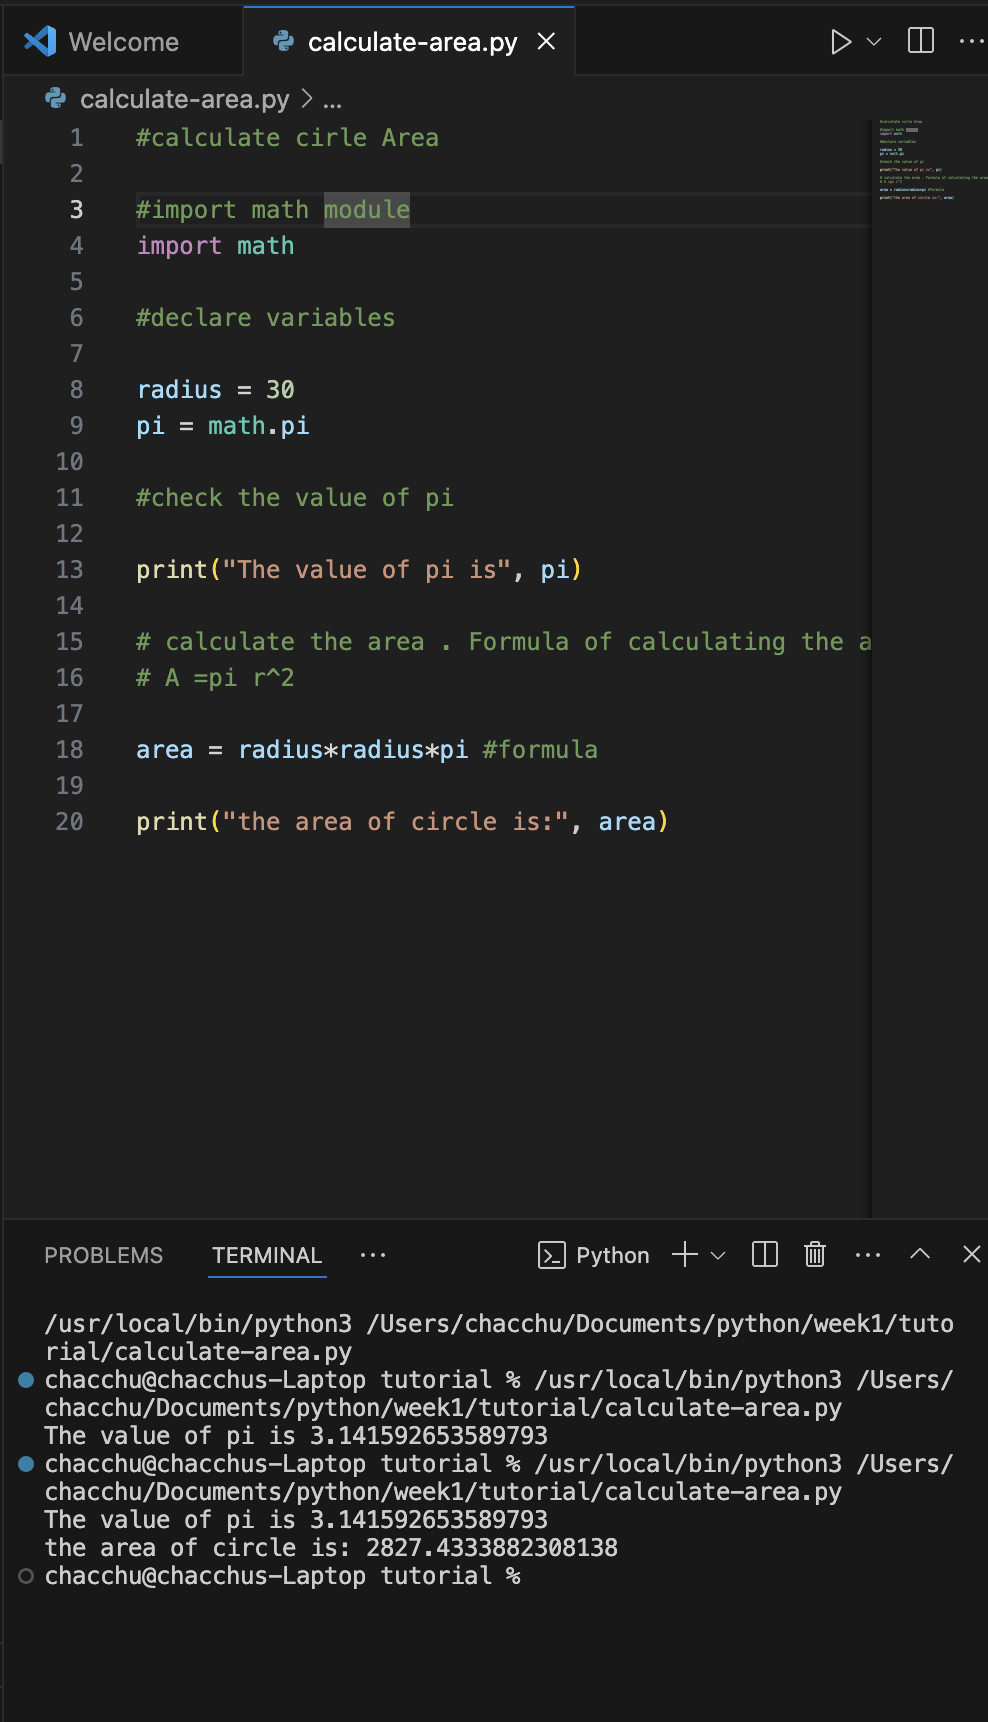 Welcome
calculate-area.py
calculate-area.py > ...
1 #calculate cirle Area
2
3 #import math module
4 import math
5
6 #declare variables
7
8 radius = 30
9 pi = math.pi
10
11 #check the value of pi
12
13 print("The value of pi is", pi)
14
15 # calculate the area . Formula of calculating the a
16 # A =pi r^2
17
18 area = radius*radius*pi #formula
19
20 print("the area of circle is:", area)
PROBLEMS TERMINAL ... Python
/usr/local/bin/python3 /Users/chacchu/Documents/python/week1/tuto
rial/calculate-area.py
chacchu@chacchus-Laptop tutorial % /usr/local/bin/python3 /Users/
chacchu/Documents/python/week1/tutorial/calculate-area.py
The value of pi is 3.141592653589793
chacchu@chacchus-Laptop tutorial % /usr/local/bin/python3 /Users/
chacchu/Documents/python/week1/tutorial/calculate-area.py
The value of pi is 3.141592653589793
the area of circle is: 2827.4333882308138
chacchu@chacchus-Laptop tutorial %